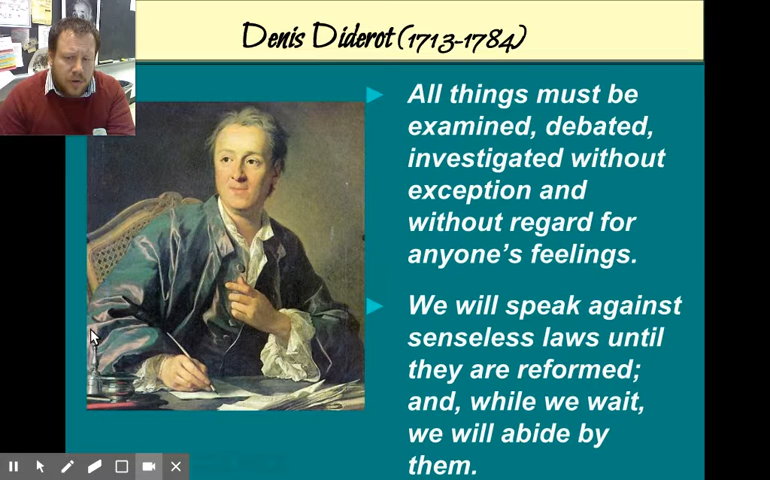 Denis Diderot (1713-1784)
All things must be
examined, debated,
investigated without
exception and
without regard for
anyone's feelings.
We will speak against
senseless laws until
they are reformed;
and, while we wait,
we will abide by
them.